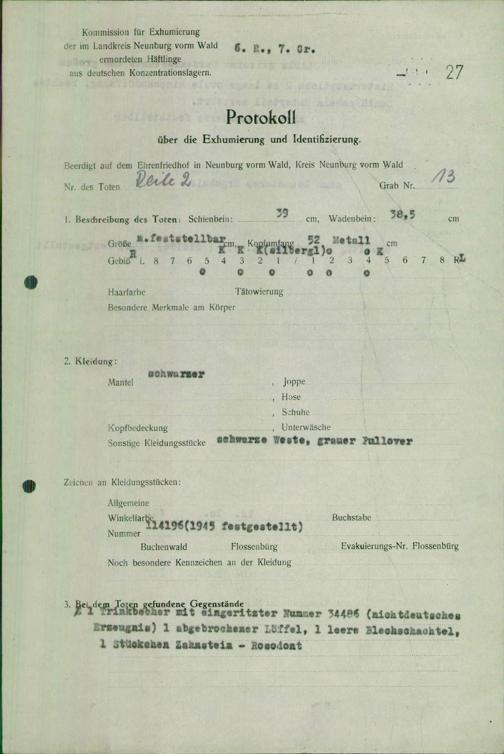 Kommission für Exhumierung
der im Landkreis Neunburg vorm Wald
ermordeten Häftlinge
aus deutschen Konzentrationslagern.
6. R., 7. Gr.
27
Protokoll
über die Exhumierung und Identifizierung.
Beerdigt auf dem Ehrenfriedhof in Neunburg vorm Wald, Kreis Neunburg vorm Wald
Nr. des Toten Reihe 2 Grab Nr. 13
1. Beschreibung des Toten: Schienbein: 39 cm, Wadenbein: 38,5 cm
Größe n.feststellbar cm, Kopfumfang 52 Metall cm
K K K(silbergl)o o K
Gebiß R L 8 7 6 5 4 3 2 1 / 1 2 3 4 5 6 7 8 R L
o o o o o o
Haarfarbe Tätowierung
Besondere Merkmale am Körper
2. Kleidung:
Mantel schwarzer , Joppe
, Hose
, Schuhe
Kopfbedeckung , Unterwäsche
Sonstige Kleidungsstücke schwarze Weste, grauer Pullover
Zeichen an Kleidungsstücken:
Allgemeine
Winkelfarbe Buchstabe
114196(1945 festgestellt)
Nummer
Buchenwald Flossenbürg Evakuierungs-Nr. Flossenbürg
Noch besondere Kennzeichen an der Kleidung
3. Bei dem Toten gefundene Gegenstände
1 Trinkbecher mit eingeritzter Nummer 34486 (nichtdeutsches
Erzeugnis) 1 abgebrochener Löffel, 1 leere Blechschachtel,
1 Stückchen Zahnstein - Rosodont